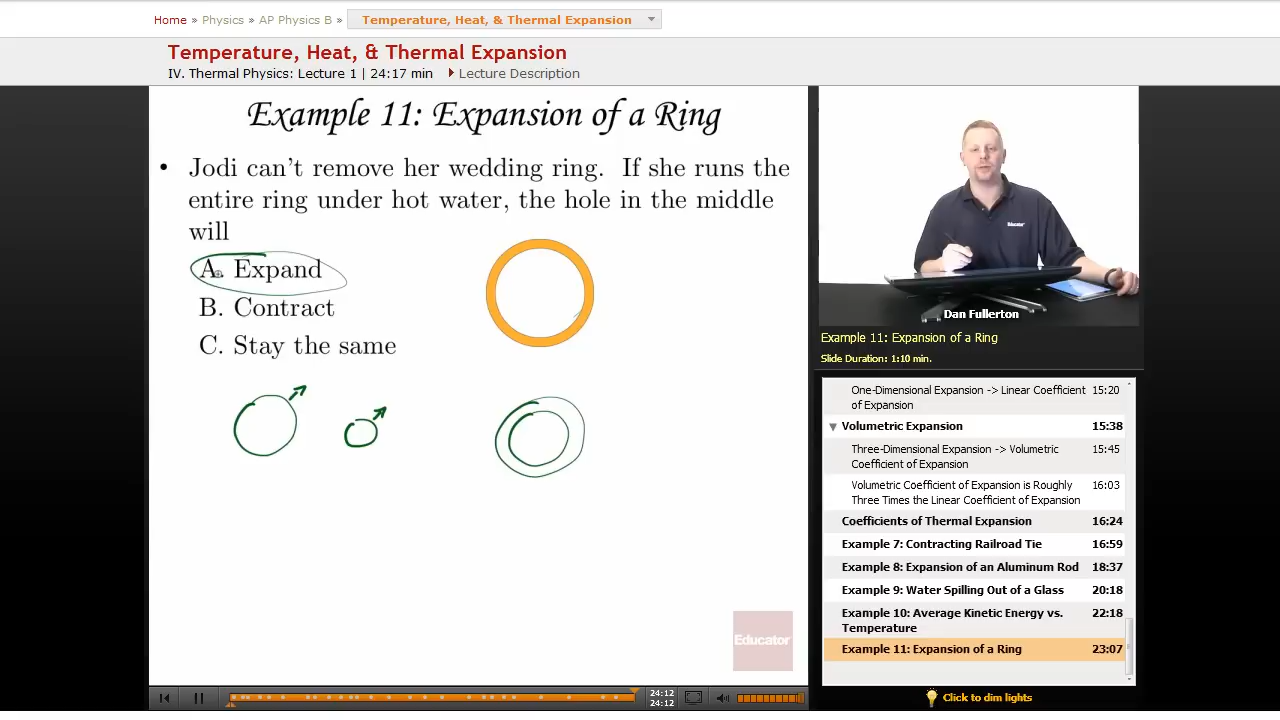 Home » Physics » AP Physics B » Temperature, Heat, & Thermal Expansion
Temperature, Heat, & Thermal Expansion
IV. Thermal Physics: Lecture 1 | 24:17 min Lecture Description
Example 11: Expansion of a Ring
• Jodi can't remove her wedding ring. If she runs the
entire ring under hot water, the hole in the middle
will
A. Expand
B. Contract
C. Stay the same
Educator
Educator
Dan Fullerton
Example 11: Expansion of a Ring
Slide Duration: 1:10 min.
One-Dimensional Expansion -> Linear Coefficient 15:20
of Expansion
Volumetric Expansion 15:38
Three-Dimensional Expansion -> Volumetric 15:45
Coefficient of Expansion
Volumetric Coefficient of Expansion is Roughly 16:03
Three Times the Linear Coefficient of Expansion
Coefficients of Thermal Expansion 16:24
Example 7: Contracting Railroad Tie 16:59
Example 8: Expansion of an Aluminum Rod 18:37
Example 9: Water Spilling Out of a Glass 20:18
Example 10: Average Kinetic Energy vs. 22:18
Temperature
Example 11: Expansion of a Ring 23:07
24:12
24:12
Click to dim lights